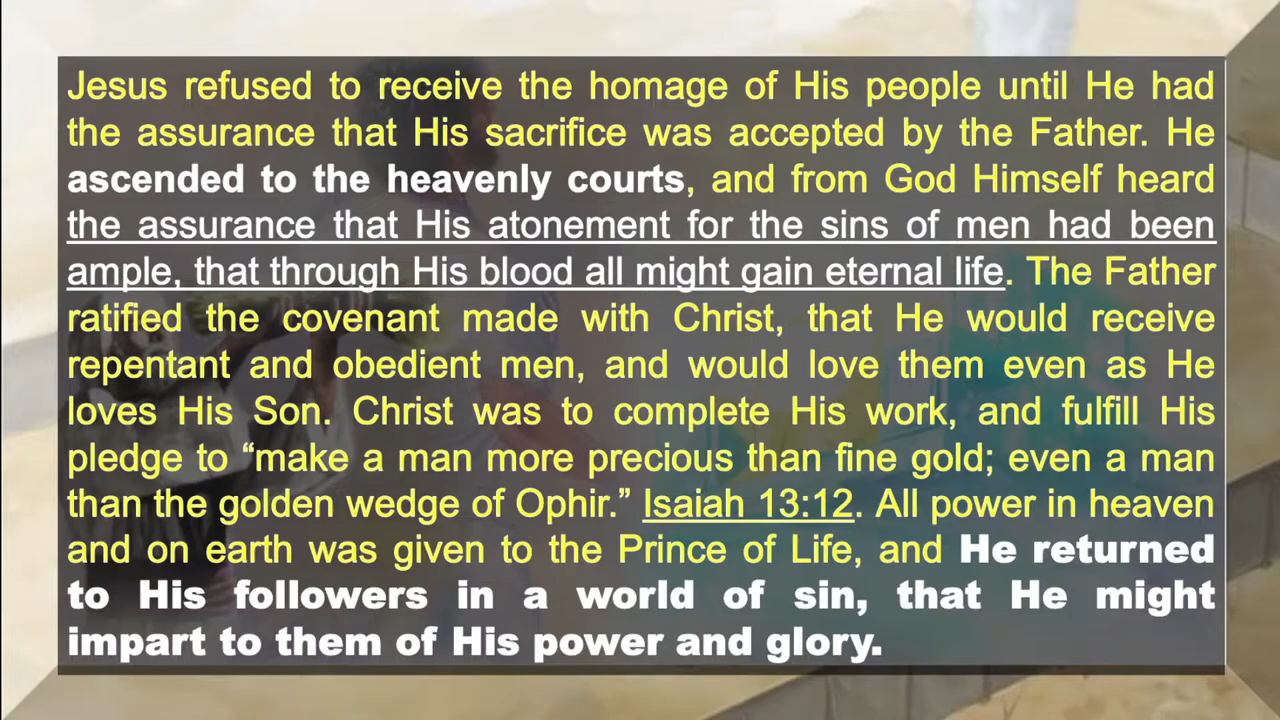 Jesus refused to receive the homage of His people until He had
the assurance that His sacrifice was accepted by the Father. He
ascended to the heavenly courts, and from God Himself heard
the assurance that His atonement for the sins of men had been
ample, that through His blood all might gain eternal life. The Father
ratified the covenant made with Christ, that He would receive
repentant and obedient men, and would love them even as He
loves His Son. Christ was to complete His work, and fulfill His
pledge to “make a man more precious than fine gold; even a man
than the golden wedge of Ophir.” Isaiah 13:12. All power in heaven
and on earth was given to the Prince of Life, and He returned
to His followers in a world of sin, that He might
impart to them of His power and glory.